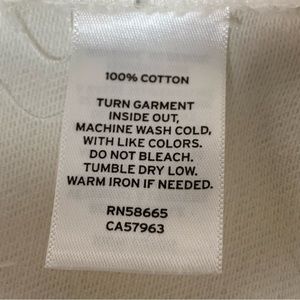 100% COTTON
TURN GARMENT
INSIDE OUT,
MACHINE WASH COLD,
WITH LIKE COLORS.
DO NOT BLEACH.
TUMBLE DRY LOW.
WARM IRON IF NEEDED.
RN58665
CA57963